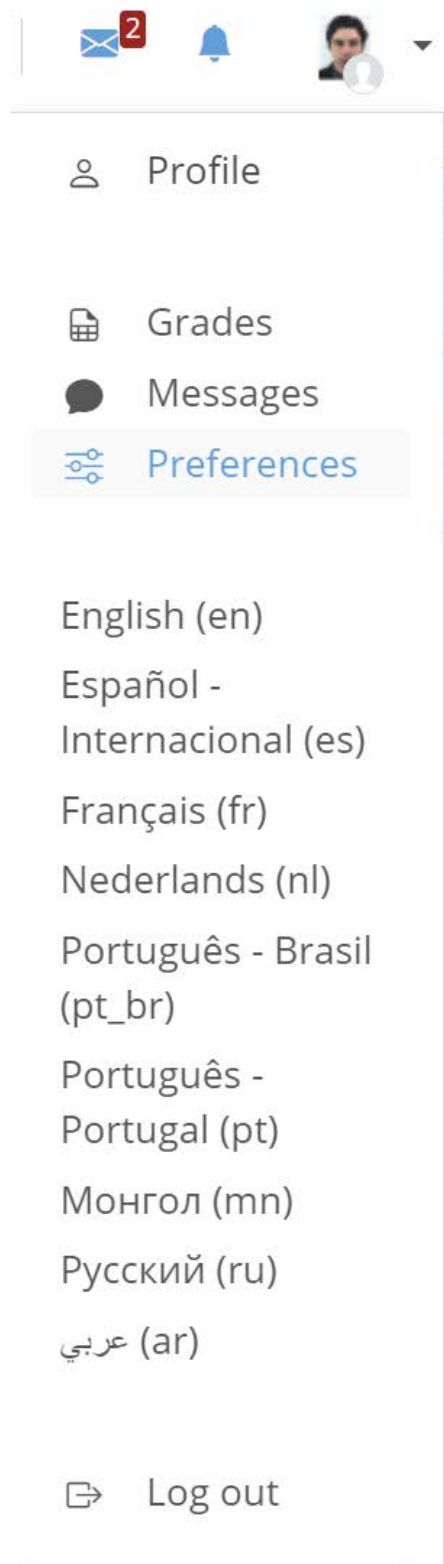 2
Profile
Grades
Messages
Preferences
English (en)
Español -
Internacional (es)
Français (fr)
Nederlands (nl)
Português - Brasil
(pt_br)
Português -
Portugal (pt)
Монгол (mn)
Русский (ru)
عربي (ar)
Log out